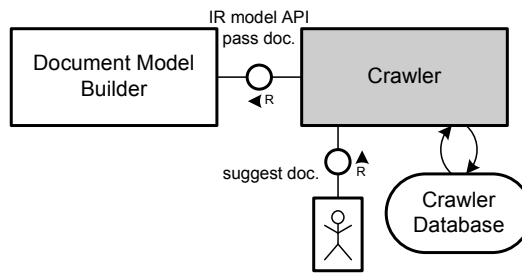 IR model API
pass doc.
Document Model
Builder
R
Crawler
suggest doc.
R
Crawler
Database